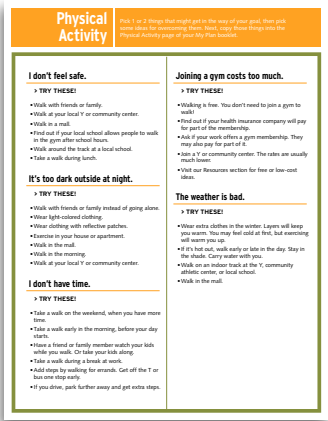 Physical
Activity
Pick 1 or 2 things that might get in the way of your goal, then pick
some ideas for overcoming them. Next, copy these things into the
Physical Activity page of your My Plan booklet.
I don't feel safe.
> TRY THESE!
• Walk with friends or family.
• Walk at your local Y or community center.
• Walk in a mall.
• Find out if your local school allows people to walk
in the gym after school hours.
• Walk around the track at a local school.
• Take a walk during lunch.
It's too dark outside at night.
> TRY THESE!
• Walk with friends or family instead of going alone.
• Wear light-colored clothing.
• Wear clothing with reflective patches.
• Exercise in your house or apartment.
• Walk in the mall.
• Walk in the morning.
• Walk at your local Y or community center.
I don't have time.
> TRY THESE!
• Take a walk on the weekend, when you have more
time.
• Take a walk early in the morning, before your day
starts.
• Have a friend or family member watch your kids
while you walk. Or take your kids along.
• Take a walk during a break at work.
• Add steps by walking for errands. Get off the T or
bus one stop early.
• If you drive, park further away and get extra steps.
Joining a gym costs too much.
> TRY THESE!
• Walking is free. You don't need to join a gym to
walk!
• Find out if your health insurance company will pay
for part of the membership.
• Ask if your work offers a gym membership. They
may also pay for part of it.
• Join a Y or community center. The rates are usually
much lower.
• Visit our Resources section for free or low-cost
ideas.
The weather is bad.
> TRY THESE!
• Wear extra clothes in the winter. Layers will keep
you warm. You may feel cold at first, but exercising
will warm you up.
• If it's hot out, walk early or late in the day. Stay in
the shade. Carry water with you.
• Walk on an indoor track at the Y, community
athletic center, or local school.
• Walk in the mall.